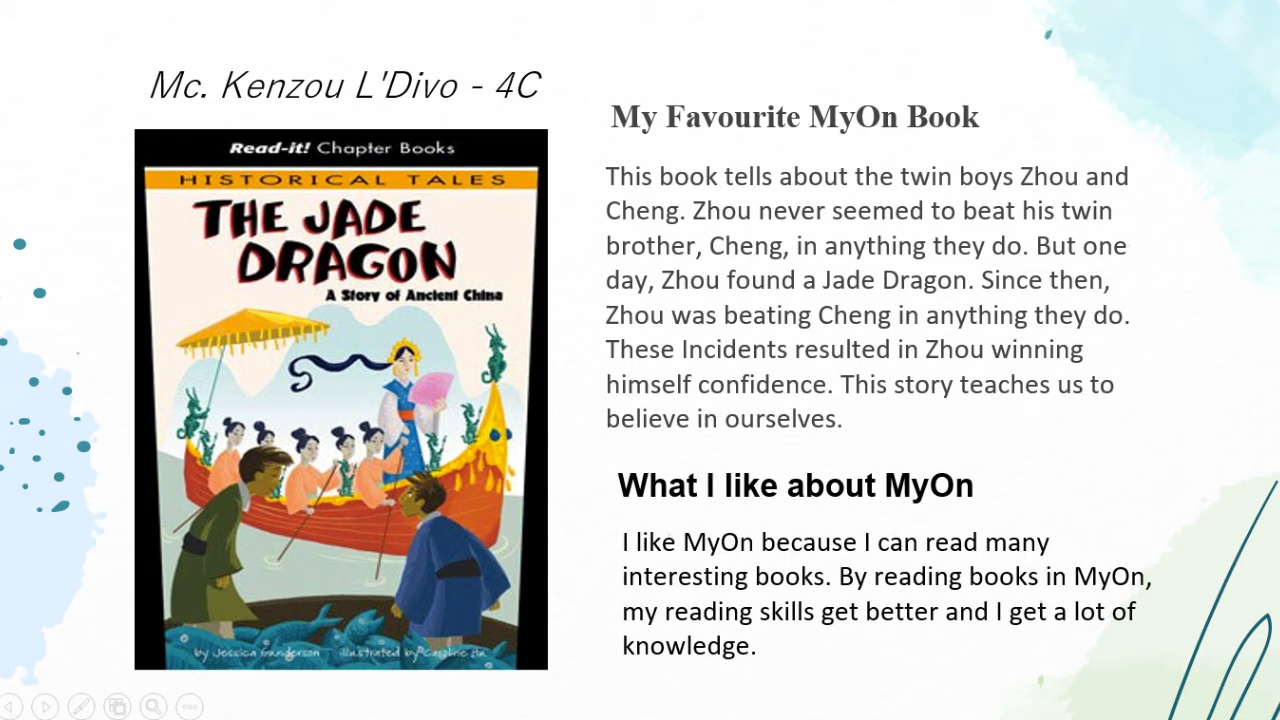 Mc. Kenzou L'Divo - 4C
Read-it! Chapter Books
HISTORICAL TALES
THE JADE
DRAGON
A Story of Ancient China
by Jessica Gunderson illustrated by Caroline Hu
My Favourite MyOn Book
This book tells about the twin boys Zhou and
Cheng. Zhou never seemed to beat his twin
brother, Cheng, in anything they do. But one
day, Zhou found a Jade Dragon. Since then,
Zhou was beating Cheng in anything they do.
These Incidents resulted in Zhou winning
himself confidence. This story teaches us to
believe in ourselves.
What I like about MyOn
I like MyOn because I can read many
interesting books. By reading books in MyOn,
my reading skills get better and I get a lot of
knowledge.